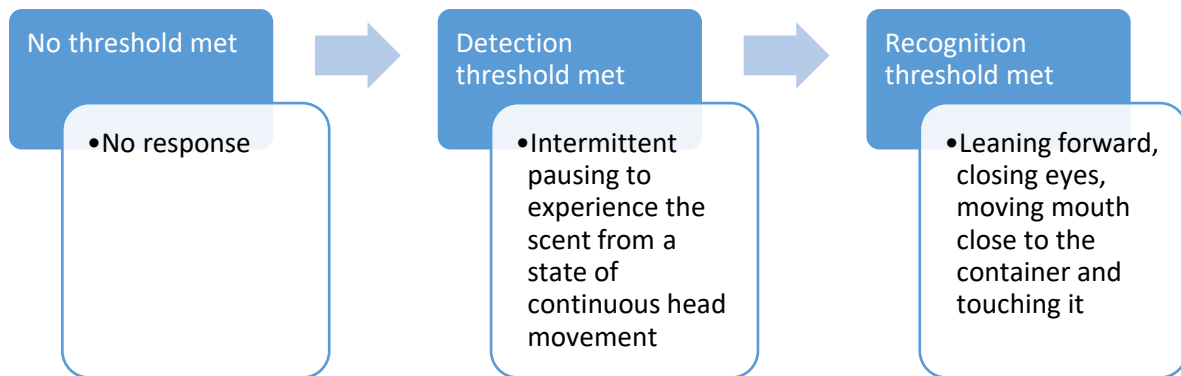 No threshold met
•No response
Detection
threshold met
•Intermittent
pausing to
experience the
scent from a
state of
continuous head
movement
Recognition
threshold met
•Leaning forward,
closing eyes,
moving mouth
close to the
container and
touching it